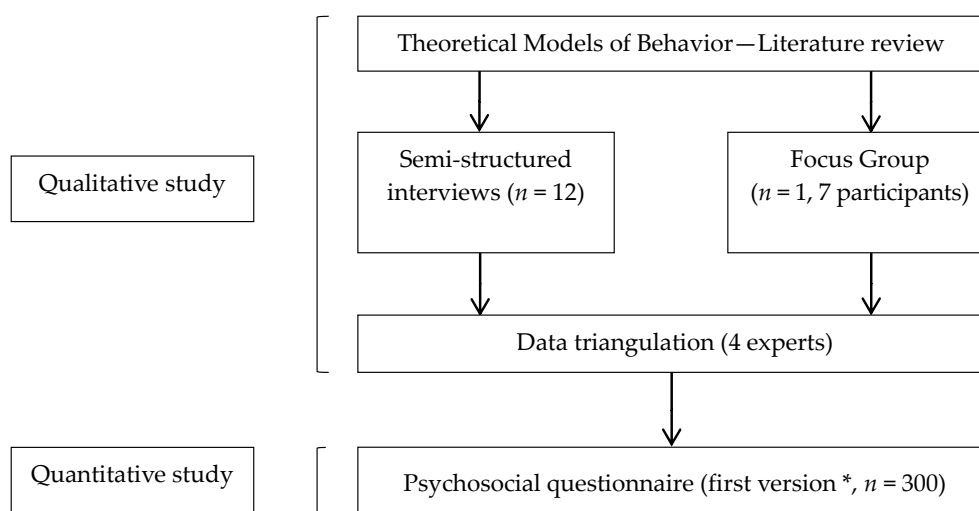 Theoretical Models of Behavior—Literature review
Qualitative study
Semi-structured
interviews (n = 12)
Focus Group
(n = 1, 7 participants)
Data triangulation (4 experts)
Quantitative study
Psychosocial questionnaire (first version *, n = 300)